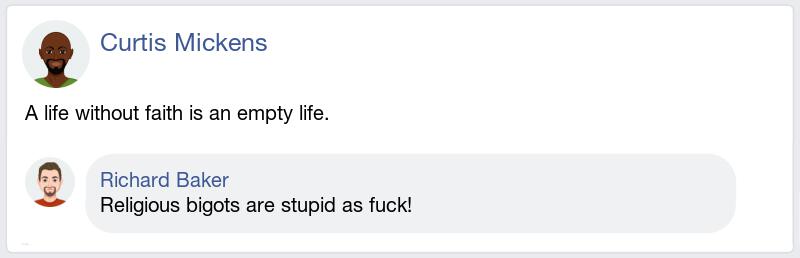 Curtis Mickens
A life without faith is an empty life.
Richard Baker
Religious bigots are stupid as fuck!